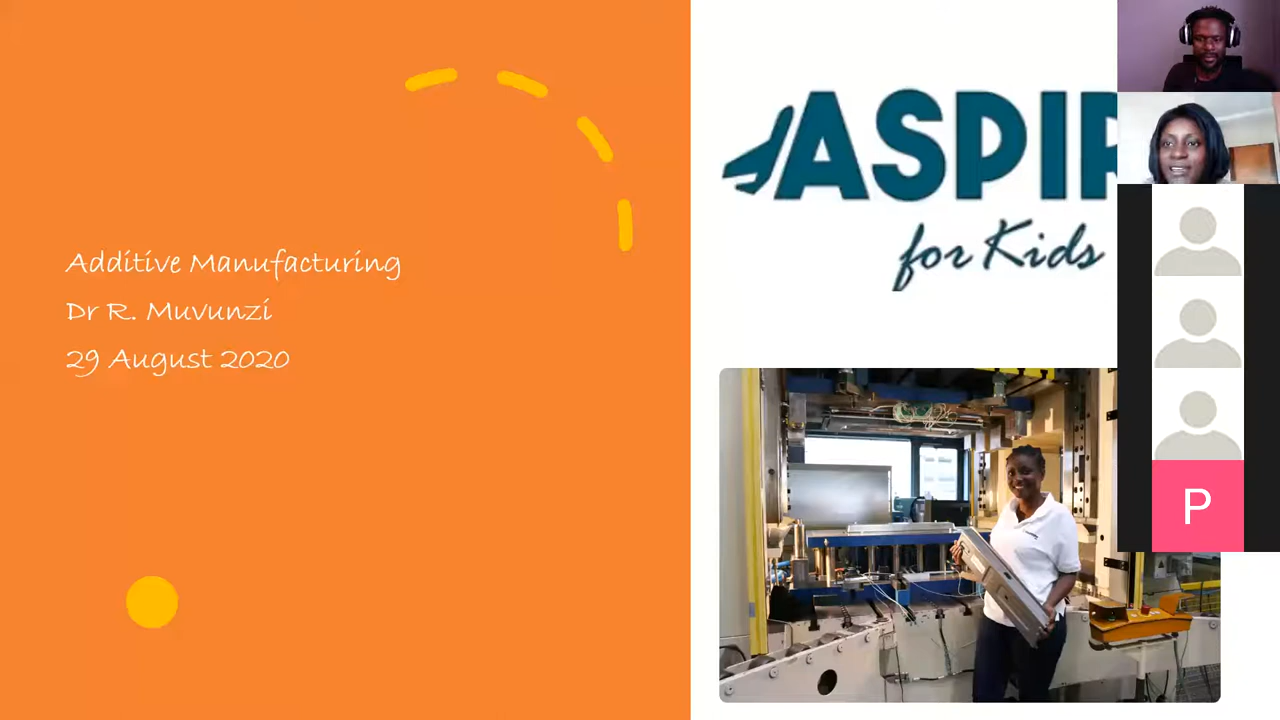 Additive Manufacturing
Dr R. Muvunzi
29 August 2020
ASPIR
for Kids
P